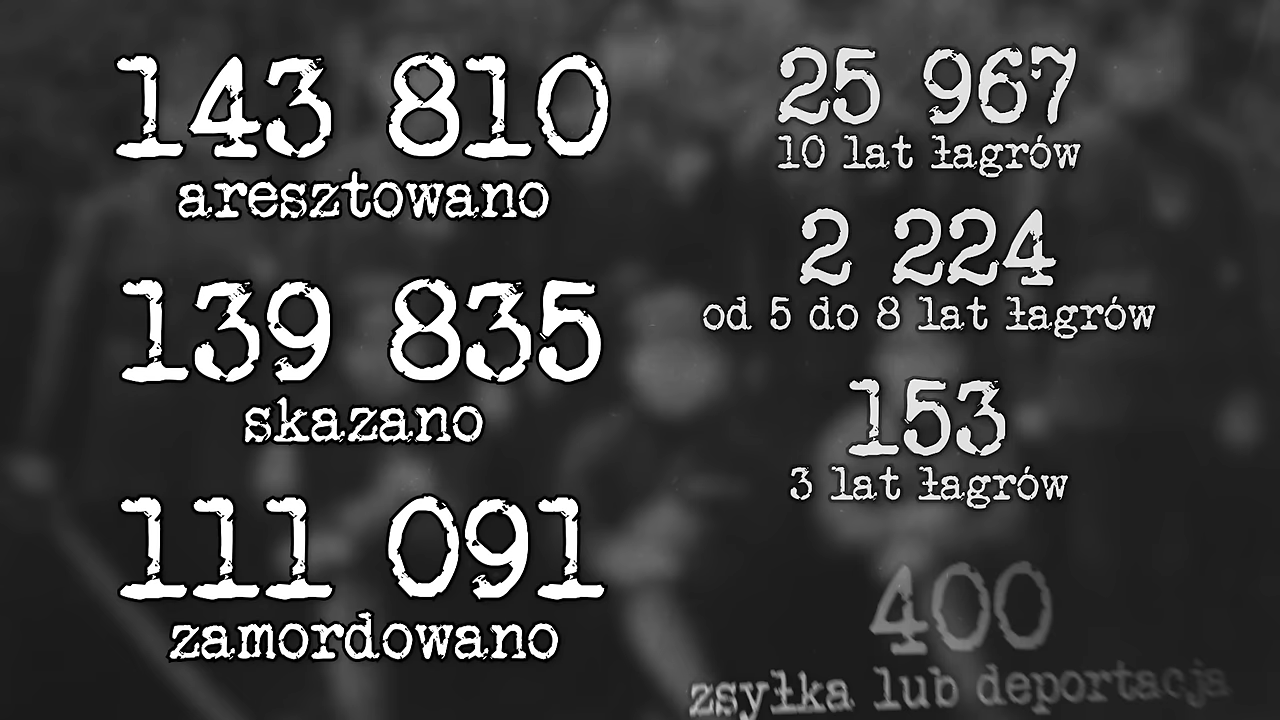 143 810
aresztowano
139 835
skazano
111 091
zamordowano
25 967
10 lat łagrów
2 224
od 5 do 8 lat łagrów
153
3 lat łagrów
400
zsyłka lub deportacja